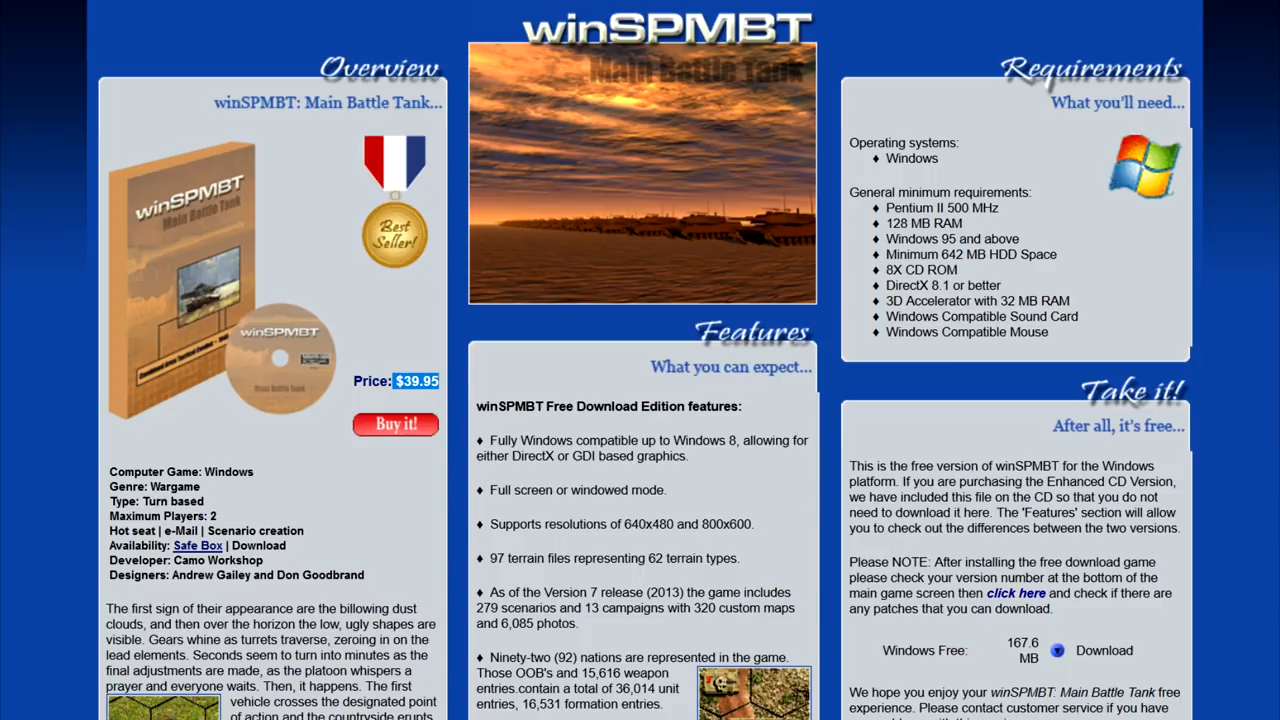 winSPMBT
Main Battle Tank
Overview
winSPMBT: Main Battle Tank...
winSPMBT
Main Battle Tank
Best
Seller!
winSPMBT
Main Battle Tank
Price: $39.95
Buy it!
Computer Game: Windows
Genre: Wargame
Type: Turn based
Maximum Players: 2
Hot seat | e-Mail | Scenario creation
Availability: Safe Box | Download
Developer: Camo Workshop
Designers: Andrew Gailey and Don Goodbrand
The first sign of their appearance are the billowing dust
clouds, and then over the horizon the low, ugly shapes are
visible. Gears whine as turrets traverse, zeroing in on the
lead elements. Seconds seem to turn into minutes as the
final adjustments are made, as the platoon whispers a
prayer and everyone waits. Then, it happens. The first
vehicle crosses the designated point
of action and the countryside erupts
Features
What you can expect...
winSPMBT Free Download Edition features:
♦ Fully Windows compatible up to Windows 8, allowing for
either DirectX or GDI based graphics.
♦ Full screen or windowed mode.
♦ Supports resolutions of 640x480 and 800x600.
♦ 97 terrain files representing 62 terrain types.
♦ As of the Version 7 release (2013) the game includes
279 scenarios and 13 campaigns with 320 custom maps
and 6,085 photos.
♦ Ninety-two (92) nations are represented in the game.
Those OOB's and 15,616 weapon
entries.contain a total of 36,014 unit
entries, 16,531 formation entries.
Requirements
What you'll need...
Operating systems:
♦ Windows
General minimum requirements:
♦ Pentium II 500 MHz
♦ 128 MB RAM
♦ Windows 95 and above
♦ Minimum 642 MB HDD Space
♦ 8X CD ROM
♦ DirectX 8.1 or better
♦ 3D Accelerator with 32 MB RAM
♦ Windows Compatible Sound Card
♦ Windows Compatible Mouse
Take it!
After all, it's free...
This is the free version of winSPMBT for the Windows
platform. If you are purchasing the Enhanced CD Version,
we have included this file on the CD so that you do not
need to download it here. The 'Features' section will allow
you to check out the differences between the two versions.
Please NOTE: After installing the free download game
please check your version number at the bottom of the
main game screen then click here and check if there are
any patches that you can download.
Windows Free: 167.6 MB Download
We hope you enjoy your winSPMBT: Main Battle Tank free
experience. Please contact customer service if you have